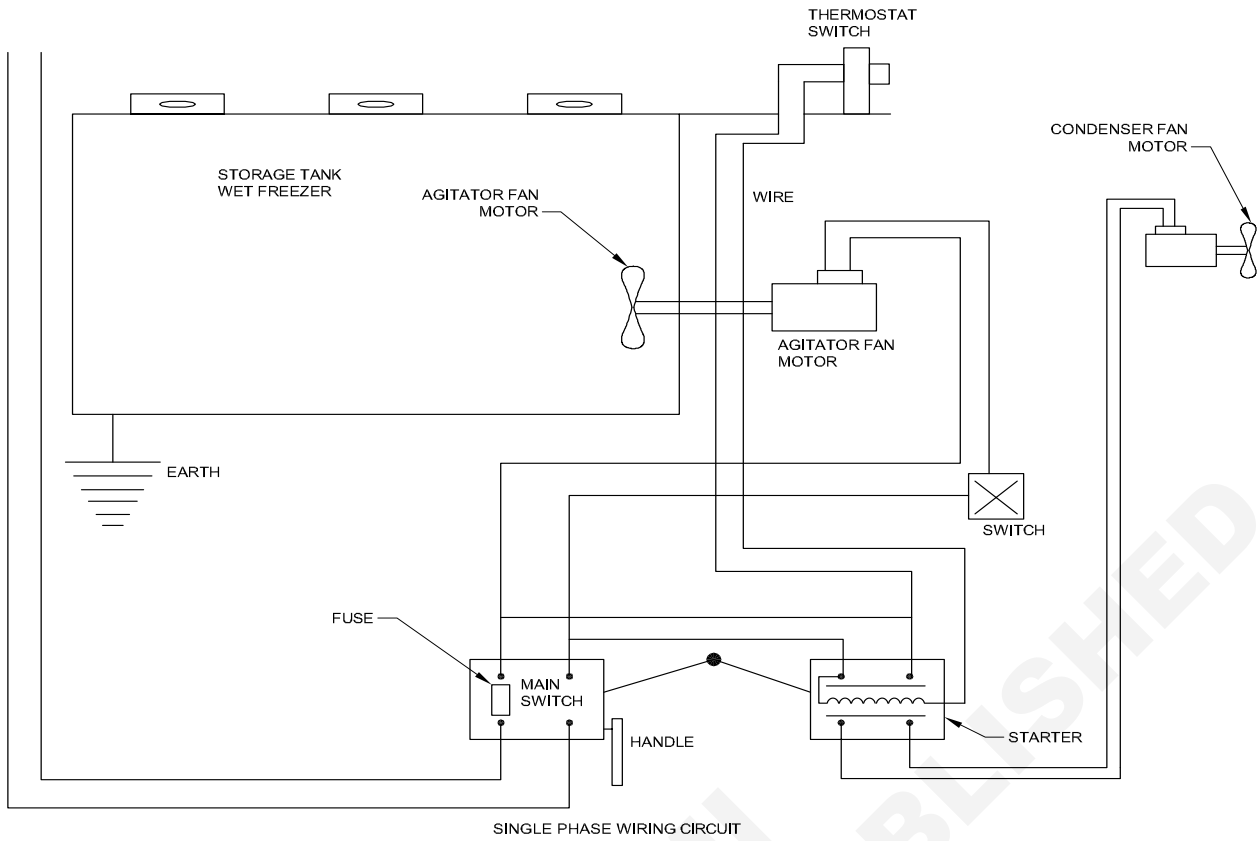 THERMOSTAT
SWITCH
CONDENSER FAN
MOTOR
STORAGE TANK
WET FREEZER
AGITATOR FAN
MOTOR
WIRE
AGITATOR FAN
MOTOR
EARTH
SWITCH
FUSE
MAIN
SWITCH
HANDLE
STARTER
SINGLE PHASE WIRING CIRCUIT
BLISHED